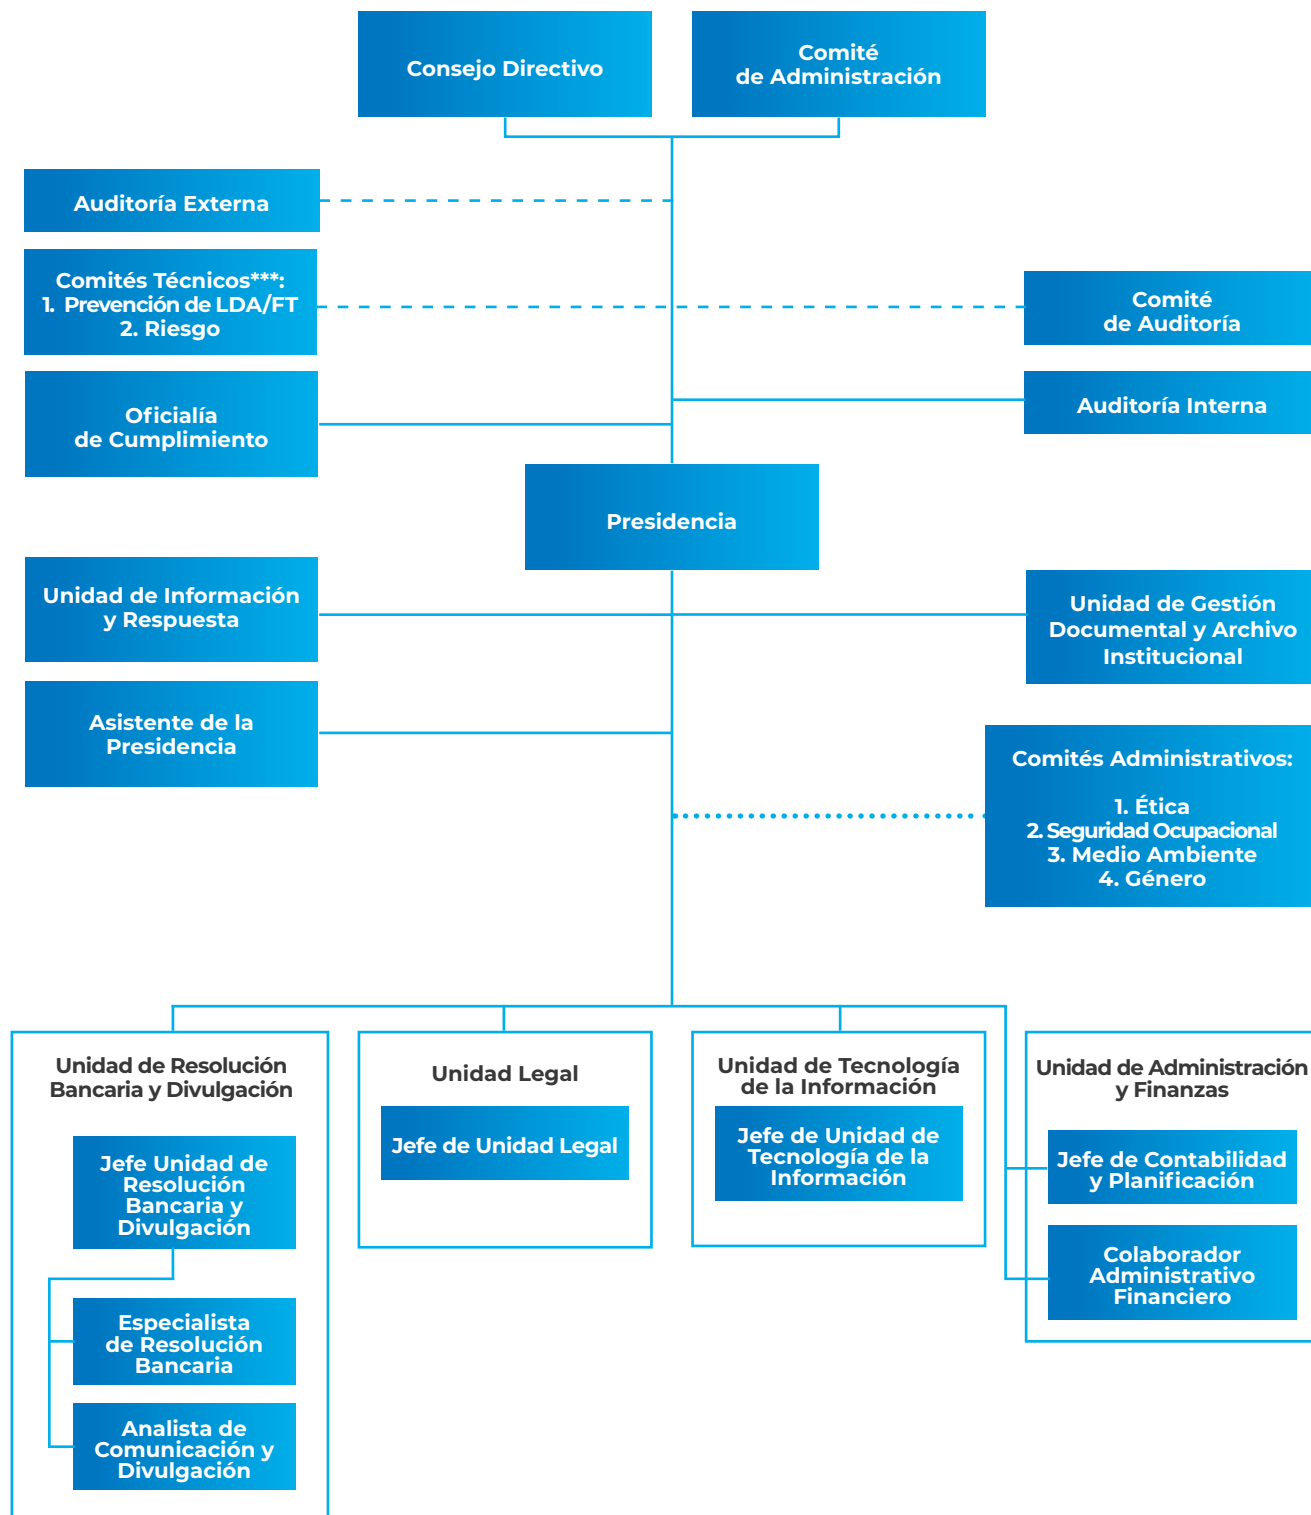 Consejo Directivo
Comité
de Administración
Auditoría Externa
Comités Técnicos***:
1. Prevención de LDA/FT
2. Riesgo
Comité
de Auditoría
Oficialía
de Cumplimiento
Auditoría Interna
Presidencia
Unidad de Información
y Respuesta
Unidad de Gestión
Documental y Archivo
Institucional
Asistente de la
Presidencia
Comités Administrativos:
1. Ética
2. Seguridad Ocupacional
3. Medio Ambiente
4. Género
Unidad de Resolución
Bancaria y Divulgación
Jefe Unidad de
Resolución
Bancaria y
Divulgación
Especialista
de Resolución
Bancaria
Analista de
Comunicación y
Divulgación
Unidad Legal
Jefe de Unidad Legal
Unidad de Tecnología
de la Información
Jefe de Unidad de
Tecnología de la
Información
Unidad de Administración
y Finanzas
Jefe de Contabilidad
y Planificación
Colaborador
Administrativo
Financiero